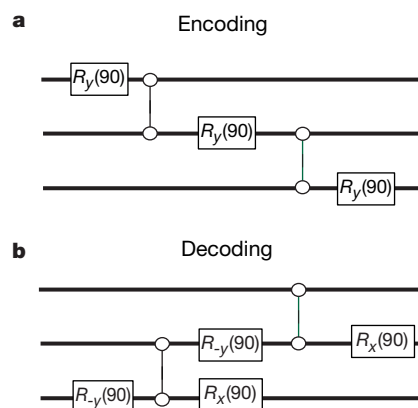 a Encoding
R_y(90)
R_y(90)
R_y(90)
b Decoding
R_-y(90) R_x(90)
R_-y(90) R_x(90)